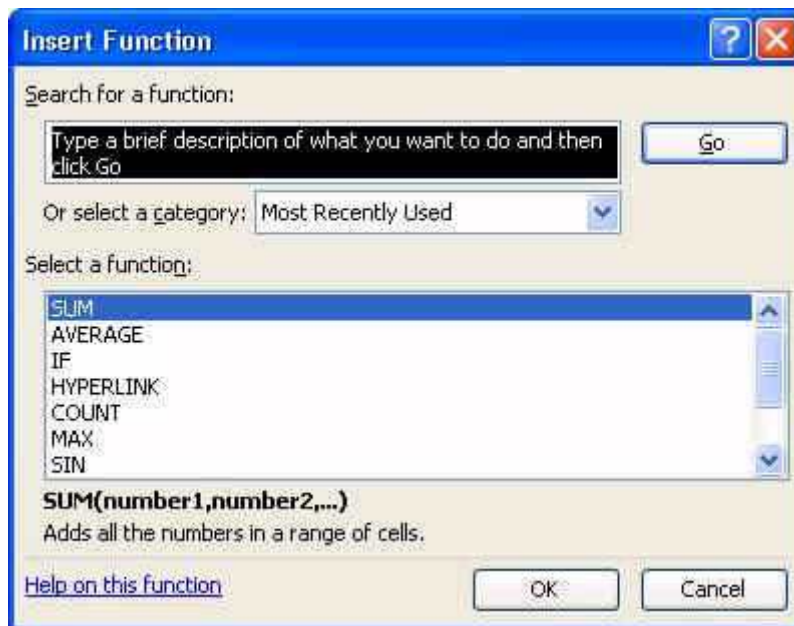 Insert Function
Search for a function:
Type a brief description of what you want to do and then
click Go
Go
Or select a category: Most Recently Used
Select a function:
SUM
AVERAGE
IF
HYPERLINK
COUNT
MAX
SIN
SUM(number1,number2,...)
Adds all the numbers in a range of cells.
Help on this function
OK
Cancel